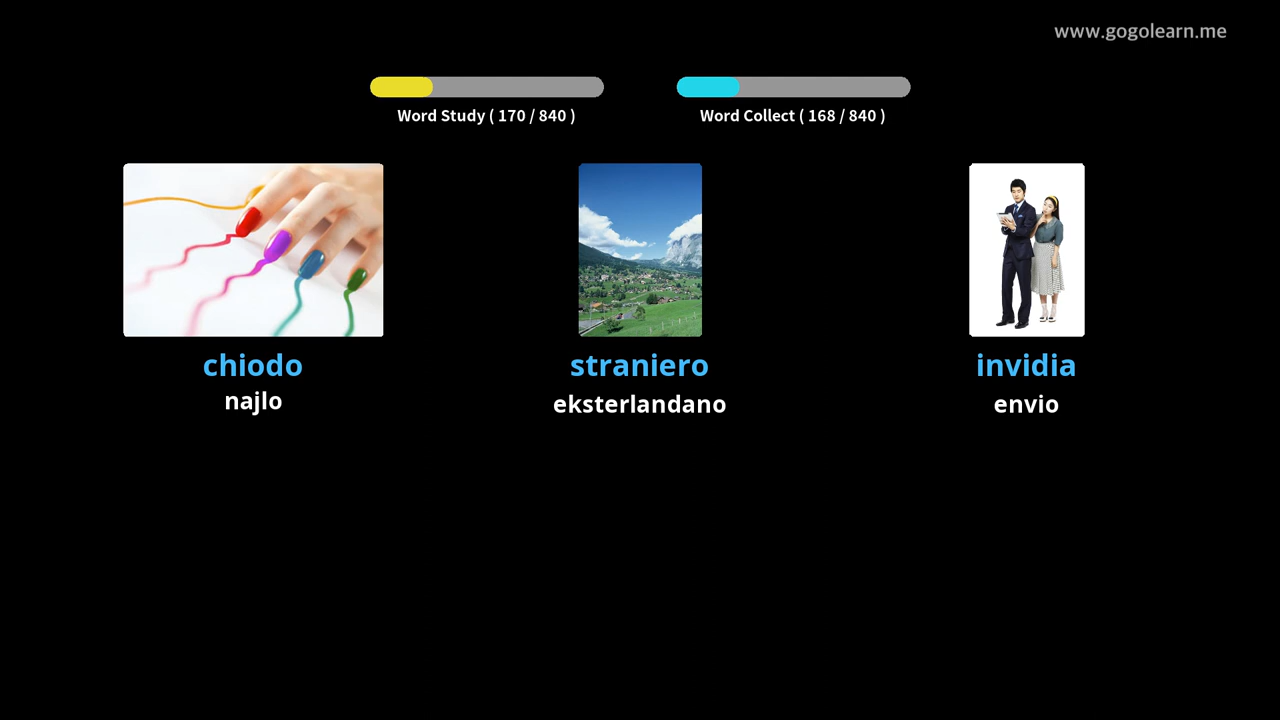 www.gogolearn.me
Word Study ( 170 / 840 )
Word Collect ( 168 / 840 )
chiodo
najlo
straniero
eksterlandano
invidia
envio